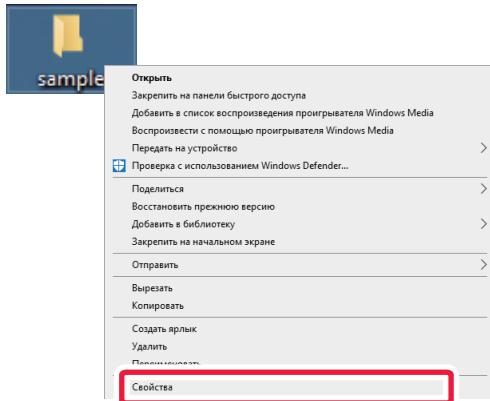 sample
Открыть
Закрепить на панели быстрого доступа
Добавить в список воспроизведения проигрывателя Windows Media
Воспроизвести с помощью проигрывателя Windows Media
Передать на устройство
Проверка с использованием Windows Defender...
Поделиться
Восстановить прежнюю версию
Добавить в библиотеку
Закрепить на начальном экране
Отправить
Вырезать
Копировать
Создать ярлык
Удалить
Переименовать
Свойства